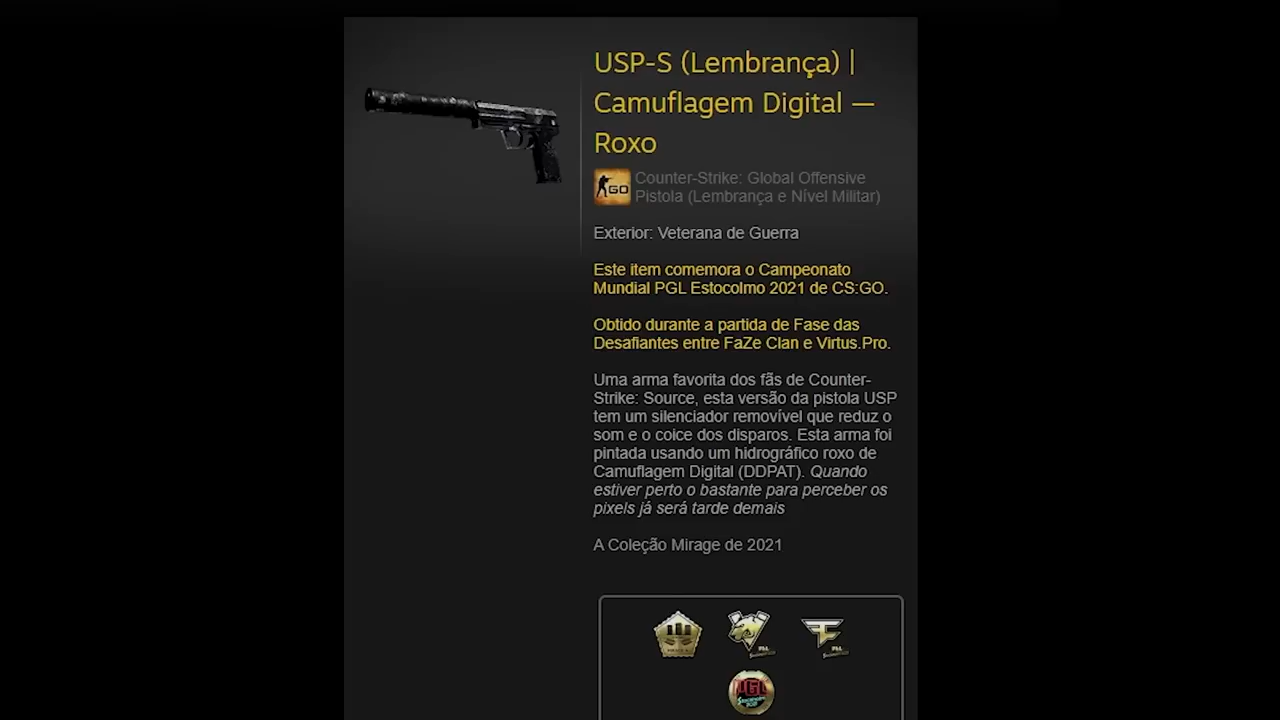 USP-S (Lembrança) |
Camuflagem Digital —
Roxo
GO
Counter-Strike: Global Offensive
Pistola (Lembrança e Nível Militar)
Exterior: Veterana de Guerra
Este item comemora o Campeonato
Mundial PGL Estocolmo 2021 de CS:GO.
Obtido durante a partida de Fase das
Desafiantes entre FaZe Clan e Virtus.Pro.
Uma arma favorita dos fãs de Counter-
Strike: Source, esta versão da pistola USP
tem um silenciador removível que reduz o
som e o coice dos disparos. Esta arma foi
pintada usando um hidrográfico roxo de
Camuflagem Digital (DDPAT). Quando
estiver perto o bastante para perceber os
pixels já será tarde demais
A Coleção Mirage de 2021
PGL